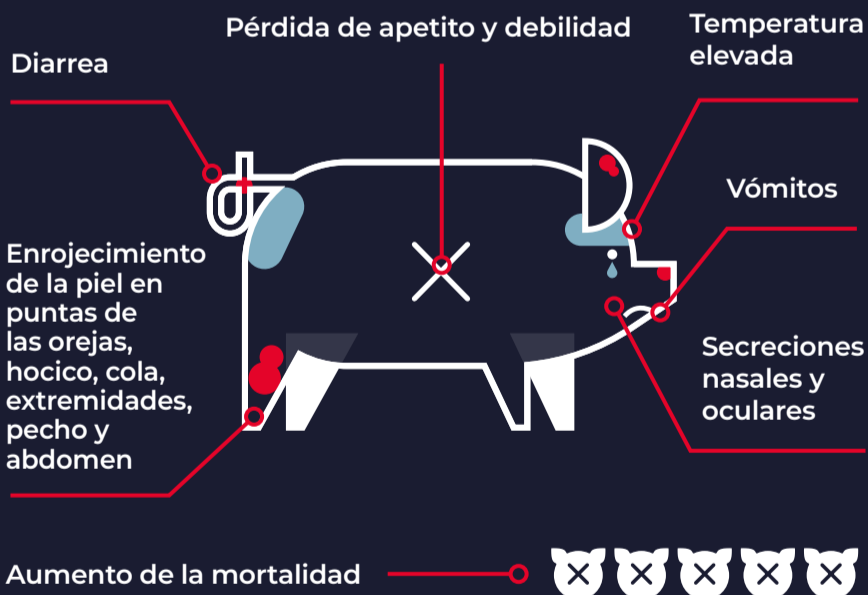 Pérdida de apetito y debilidad
Temperatura
elevada
Diarrea
Vómitos
Enrojecimiento
de la piel en
puntas de
las orejas,
hocico, cola,
extremidades,
pecho y
abdomen
Secreciones
nasales y
oculares
Aumento de la mortalidad